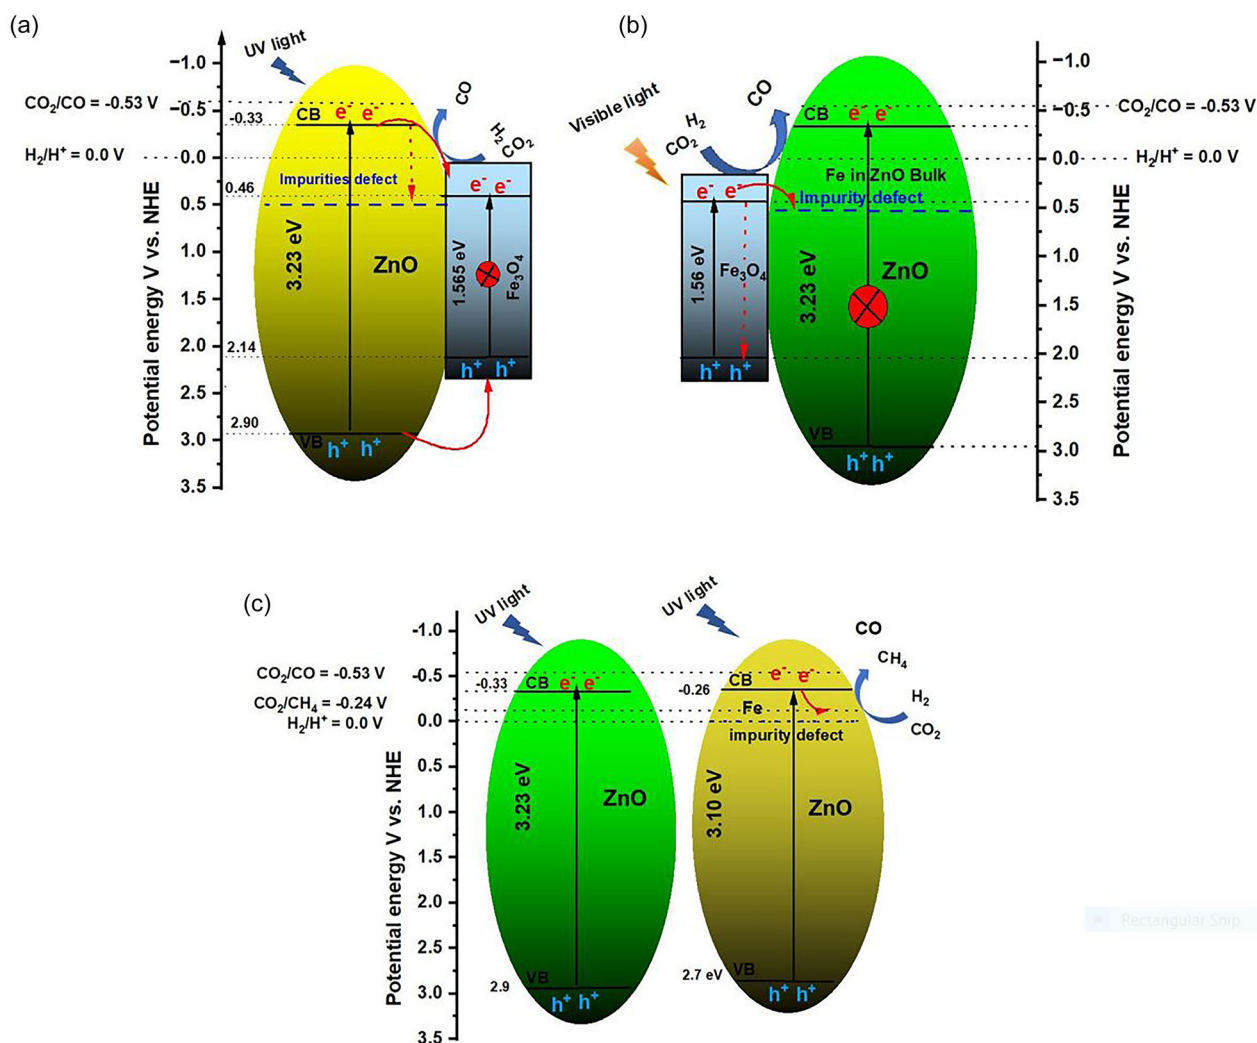 (a)
UV light
−1.0
CO₂/CO = -0.53 V
−0.5
-0.33
CB
e⁻ e⁻
CO
H₂
CO₂
H₂/H⁺ = 0.0 V
0.0
Impurities defect
e⁻ e⁻
0.46
0.5
Potential energy V vs. NHE
3.23 eV
ZnO
1.0
1.565 eV
Fe₃O₄
1.5
2.0
2.14
h⁺ h⁺
2.5
2.90
3.0
VB
h⁺ h⁺
3.5
(b)
Visible light
H₂
CO₂
CO
CB
e⁻ e⁻
−1.0
−0.5
CO₂/CO = -0.53 V
0.0
H₂/H⁺ = 0.0 V
Fe in ZnO Bulk
e⁻ e⁻
Impurity defect
0.5
1.56 eV
Fe₃O₄
3.23 eV
ZnO
1.0
1.5
2.0
h⁺ h⁺
2.5
VB
3.0
h⁺ h⁺
3.5
Potential energy V vs. NHE
(c)
UV light
UV light
-1.0
CO
CH₄
CO₂/CO = -0.53 V
-0.5
-0.33
CB
e⁻ e⁻
-0.26
CB
e⁻ e⁻
H₂
CO₂
CO₂/CH₄ = -0.24 V
H₂/H⁺ = 0.0 V
0.0
Fe
impurity defect
0.5
Potential energy V vs. NHE
3.23 eV
ZnO
3.10 eV
ZnO
1.0
1.5
2.0
2.5
2.9
VB
2.7 eV
VB
3.0
h⁺ h⁺
h⁺ h⁺
3.5
Rectangular Snip